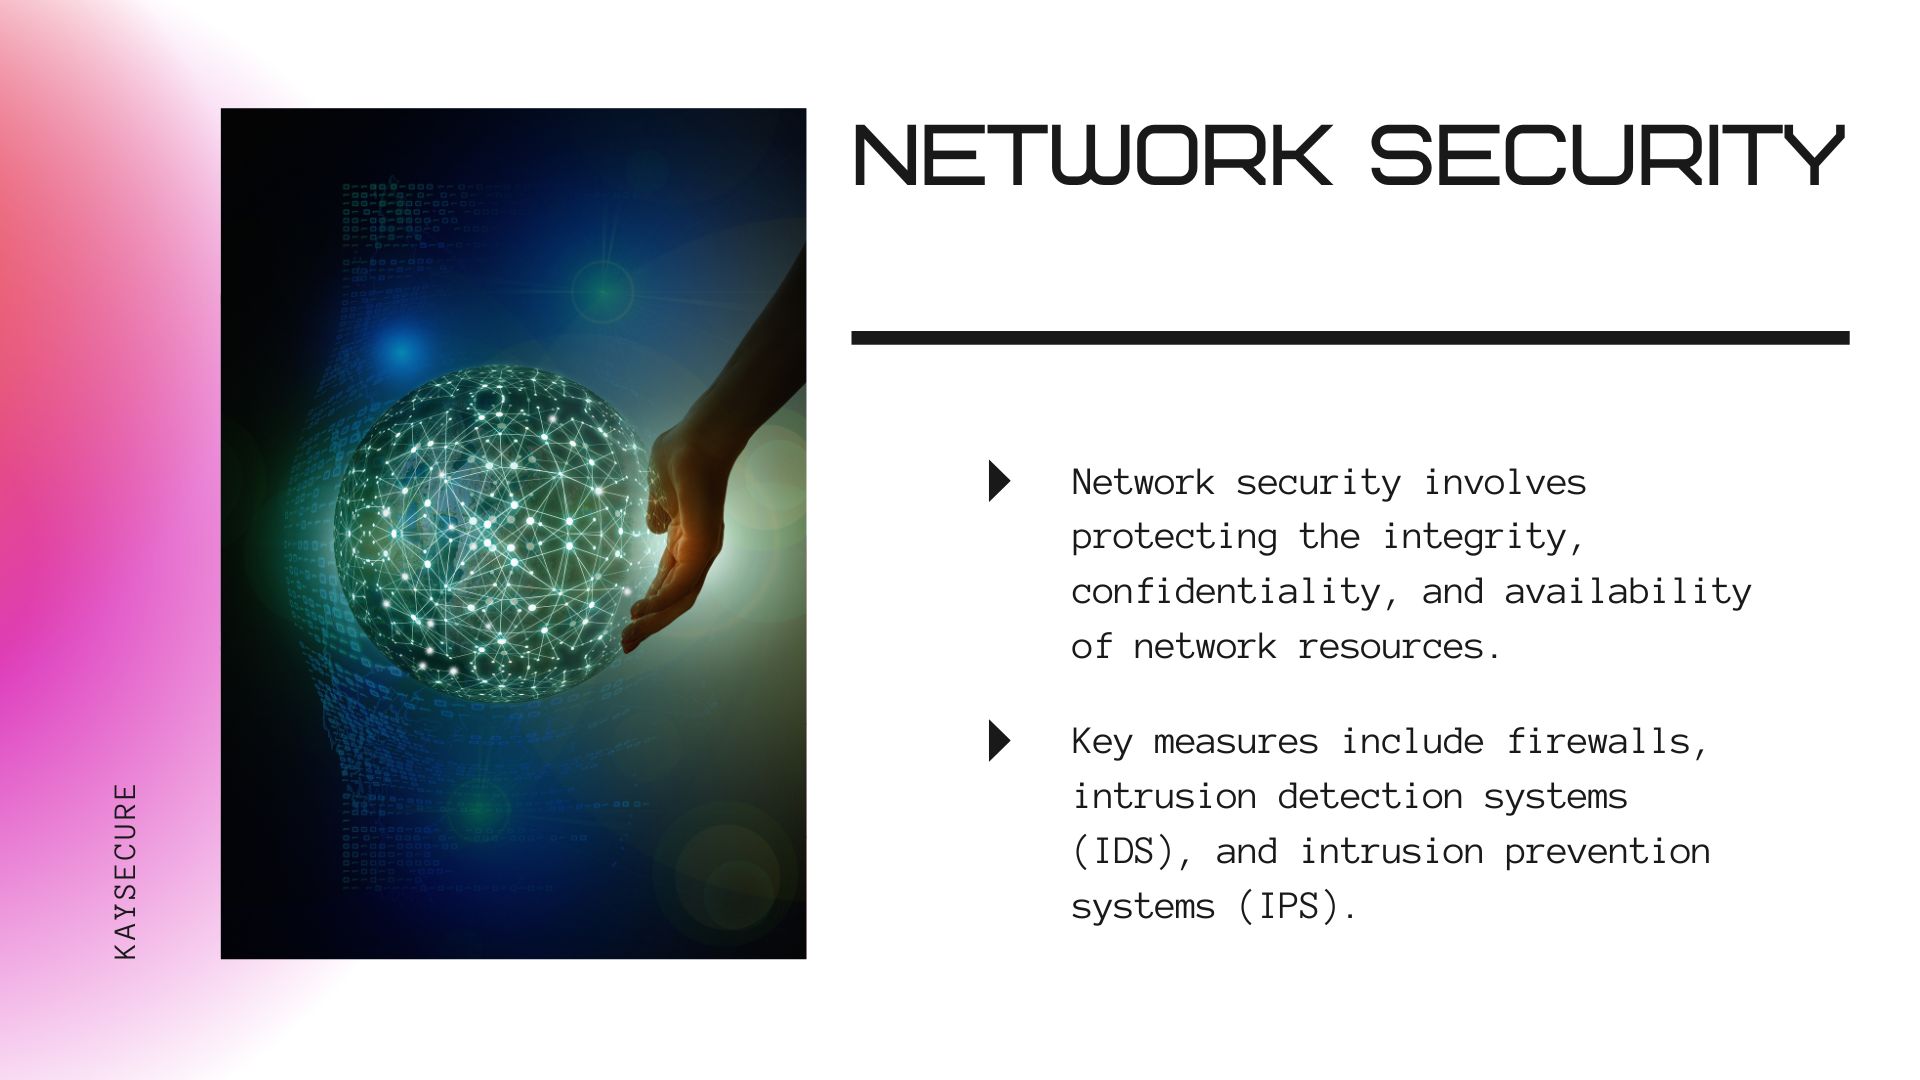 NETWORK SECURITY
Network security involves
protecting the integrity,
confidentiality, and availability
of network resources.
Key measures include firewalls,
intrusion detection systems
(IDS), and intrusion prevention
systems (IPS).
KAYSECURE